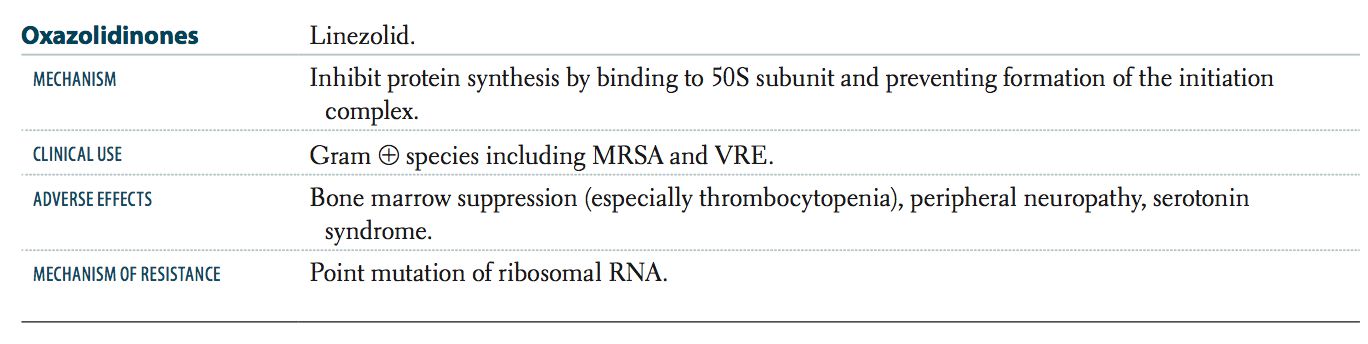 Oxazolidinones Linezolid.
MECHANISM Inhibit protein synthesis by binding to 50S subunit and preventing formation of the initiation
complex.
CLINICAL USE Gram ⊕ species including MRSA and VRE.
ADVERSE EFFECTS Bone marrow suppression (especially thrombocytopenia), peripheral neuropathy, serotonin
syndrome.
MECHANISM OF RESISTANCE Point mutation of ribosomal RNA.